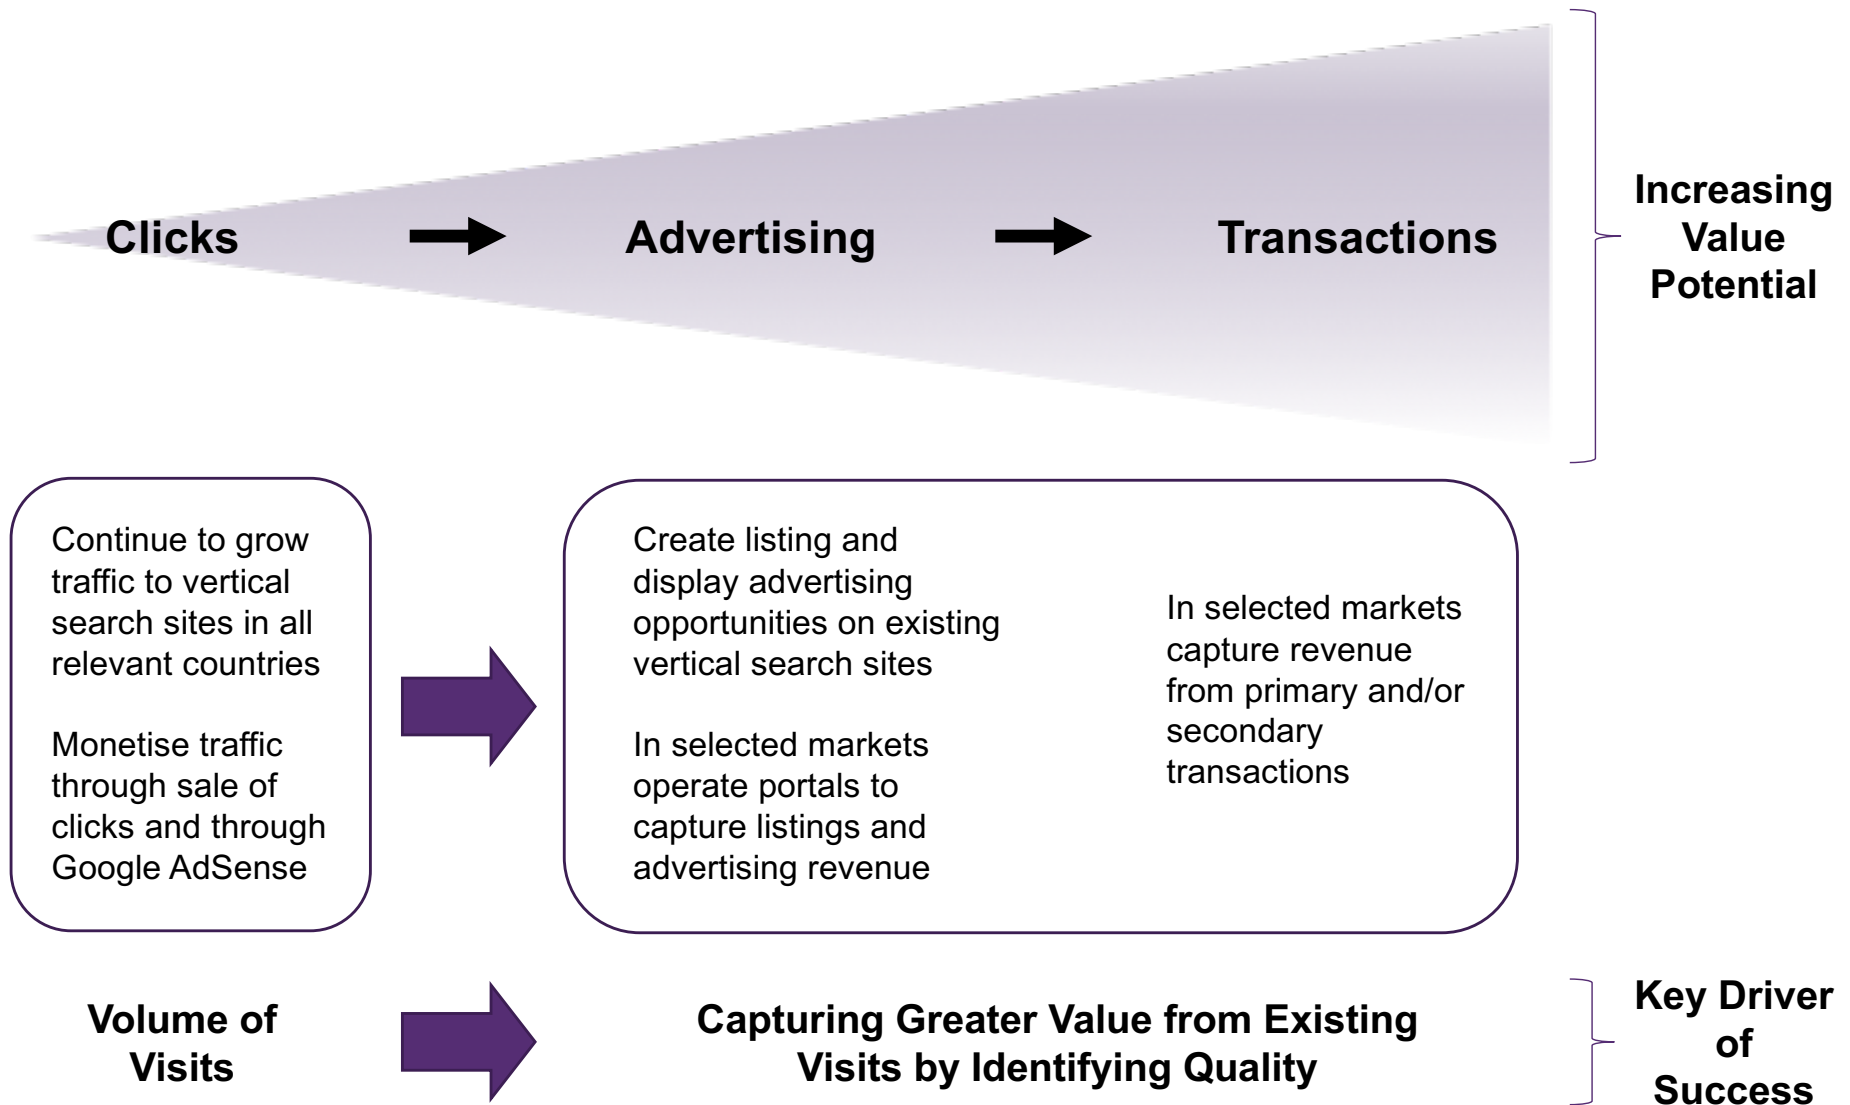 Clicks
Advertising
Transactions
Increasing
Value
Potential
Continue to grow
traffic to vertical
search sites in all
relevant countries
Monetise traffic
through sale of
clicks and through
Google AdSense
Create listing and
display advertising
opportunities on existing
vertical search sites
In selected markets
operate portals to
capture listings and
advertising revenue
In selected markets
capture revenue
from primary and/or
secondary
transactions
Volume of
Visits
Capturing Greater Value from Existing
Visits by Identifying Quality
Key Driver
of
Success